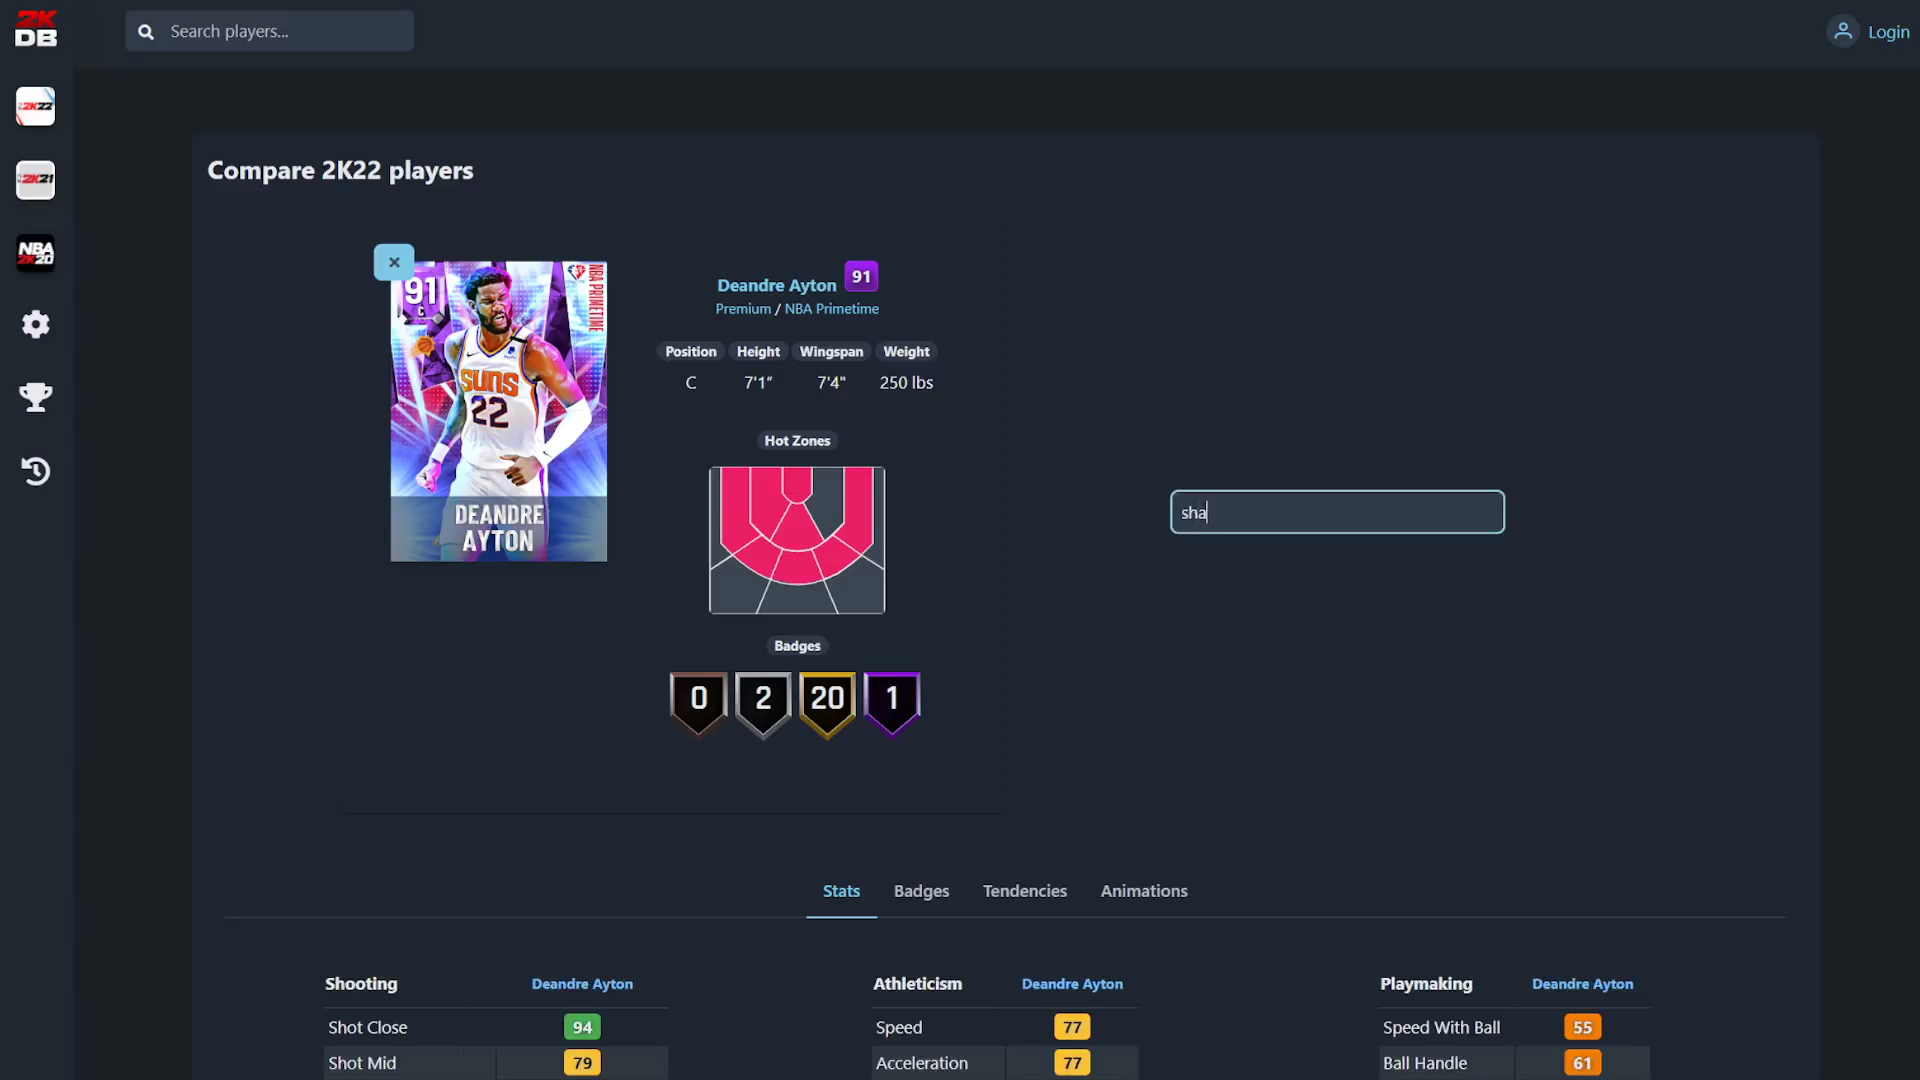 2K
DB
Search players...
Login
2K22
2K21
NBA
2K20
Compare 2K22 players
×
91
C
NBA PRIMETIME
SUNS
22
DEANDRE
AYTON
Deandre Ayton 91
Premium / NBA Primetime
Position Height Wingspan Weight
C 7'1" 7'4" 250 lbs
Hot Zones
Badges
0 2 20 1
sha
Stats Badges Tendencies Animations
Shooting Deandre Ayton Athleticism Deandre Ayton Playmaking Deandre Ayton
Shot Close 94 Speed 77 Speed With Ball 55
Shot Mid 79 Acceleration 77 Ball Handle 61